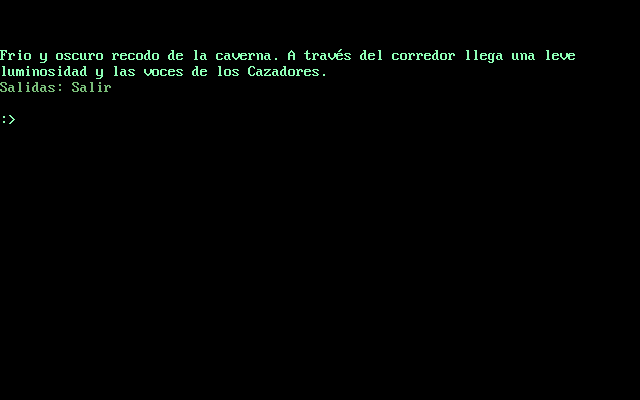 Frio y oscuro recodo de la caverna. A través del corredor llega una leve
luminosidad y las voces de los Cazadores.
Salidas: Salir
:>